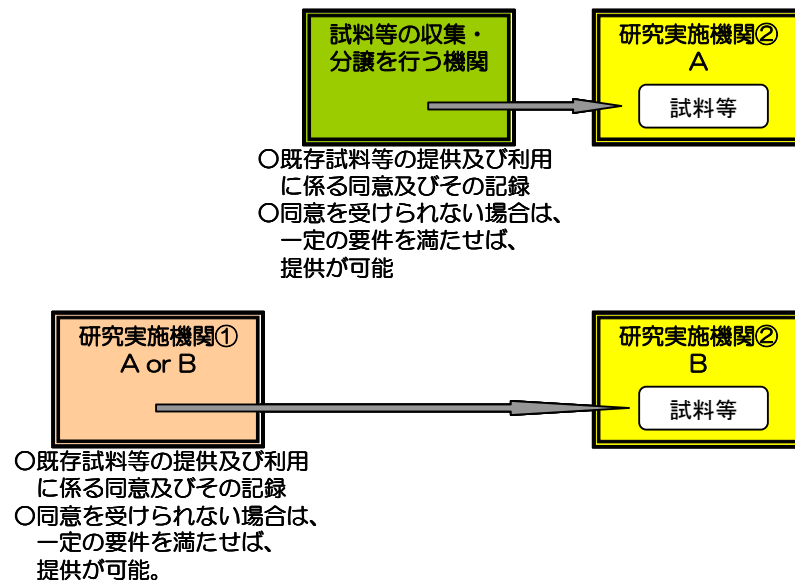 試料等の収集・
分譲を行う機関
研究実施機関②
A
試料等
〇既存試料等の提供及び利用
に係る同意及びその記録
〇同意を受けられない場合は、
一定の要件を満たせば、
提供が可能
研究実施機関①
A or B
研究実施機関②
B
試料等
〇既存試料等の提供及び利用
に係る同意及びその記録
〇同意を受けられない場合は、
一定の要件を満たせば、
提供が可能。